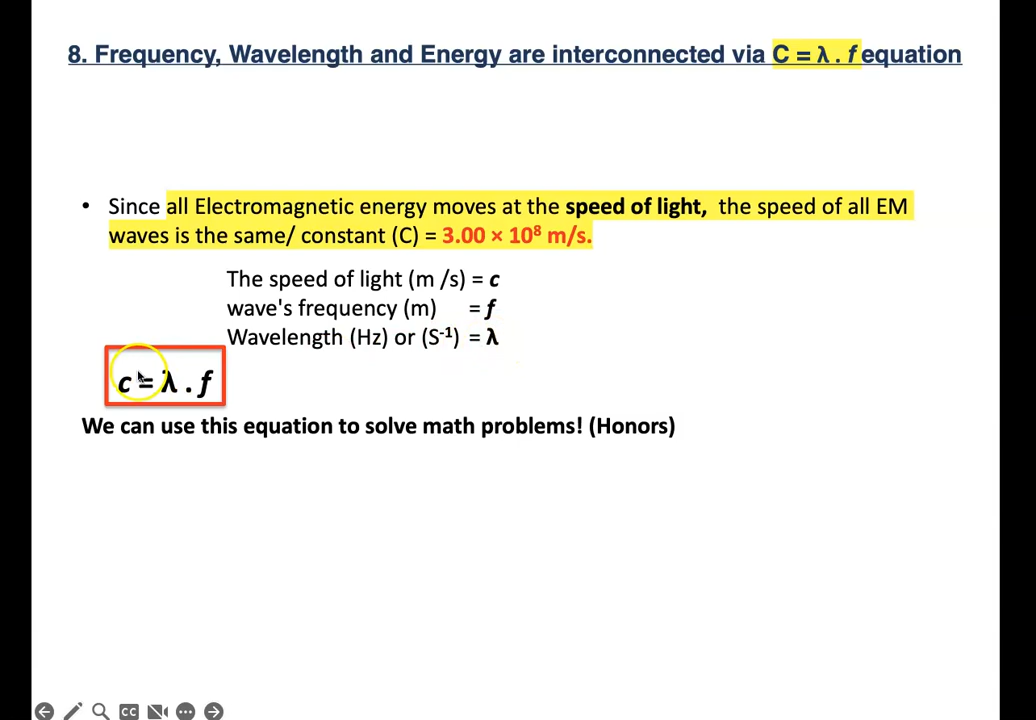 8. Frequency, Wavelength and Energy are interconnected via C = λ . f equation
• Since all Electromagnetic energy moves at the speed of light, the speed of all EM
waves is the same/ constant (C) = 3.00 × 10⁸ m/s.
The speed of light (m /s) = c
wave's frequency (m) = f
Wavelength (Hz) or (S⁻¹) = λ
c = λ . f
We can use this equation to solve math problems! (Honors)
CC